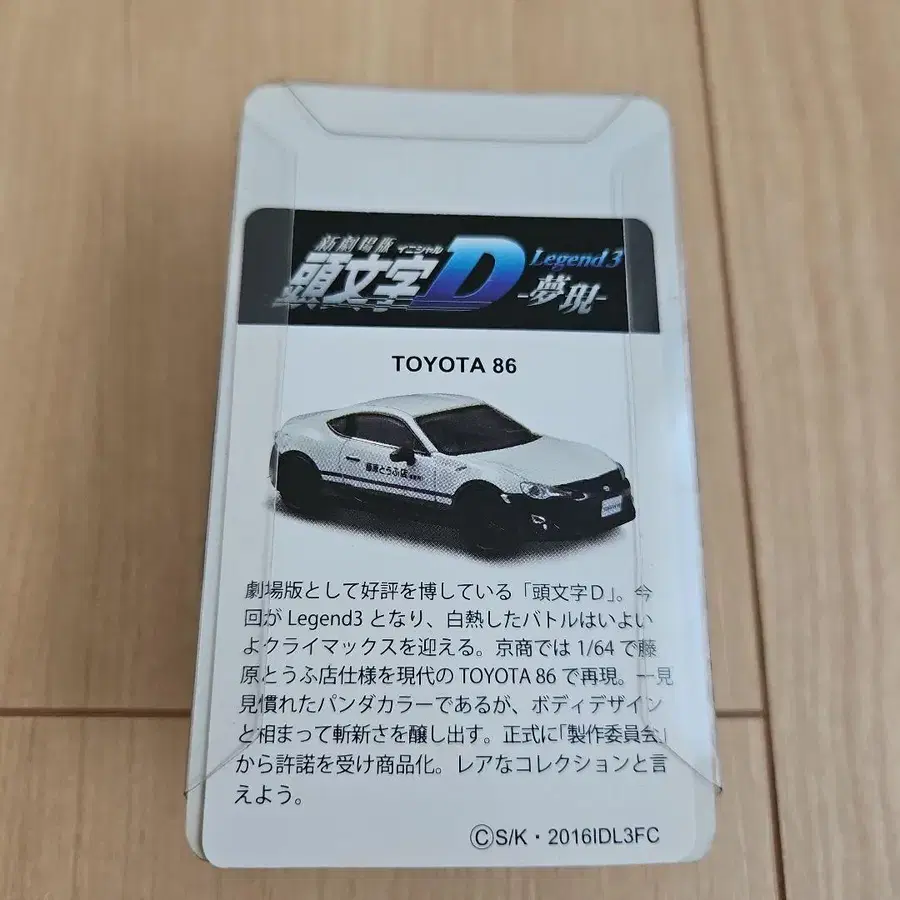 新劇場版 イニシャル
頭文字D Legend 3
-夢現-
TOYOTA 86
藤原とうふ店
劇場版として好評を博している「頭文字Ｄ」。今
回が Legend3 となり、白熱したバトルはいよい
よクライマックスを迎える。京商では 1/64 で藤
原とうふ店仕様を現代の TOYOTA 86 で再現。一見
見慣れたパンダカラーであるが、ボディデザイン
と相まって斬新さを醸し出す。正式に「製作委員会」
から許諾を受け商品化。レアなコレクションと言
えよう。
ⒸS/K・2016IDL3FC